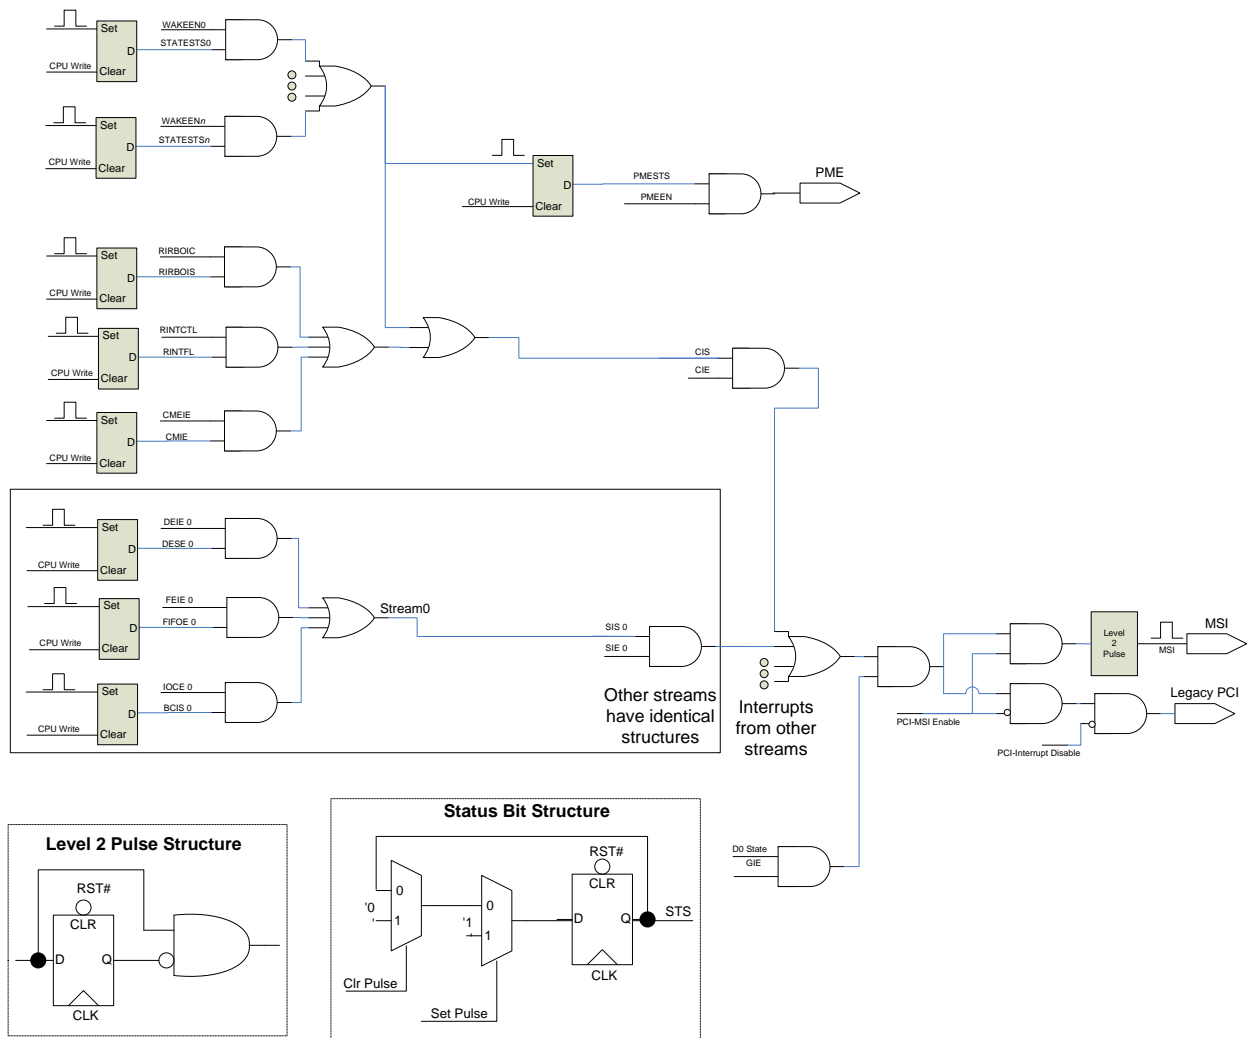 Set
WAKEEN0
D
STATESTS0
CPU Write
Clear
Set
WAKEENn
D
STATESTSn
CPU Write
Clear
Set
D
PMESTS
PME
CPU Write
Clear
PMEEN
Set
RIRBOIC
D
RIRBOIS
CPU Write
Clear
Set
RINTCTL
D
RINTFL
CPU Write
Clear
CIS
CIE
Set
CMEIE
D
CMIE
CPU Write
Clear
Set
DEIE 0
D
DESE 0
CPU Write
Clear
Set
FEIE 0
D
FIFOE 0
CPU Write
Clear
Stream0
SIS 0
SIE 0
Set
IOCE 0
D
BCIS 0
CPU Write
Clear
Other streams
have identical
structures
Interrupts
from other
streams
Level
2
Pulse
MSI
MSI
Legacy PCI
PCI-MSI Enable
PCI-Interrupt Disable
D0 State
GIE
Level 2 Pulse Structure
RST#
CLR
D
Q
CLK
Status Bit Structure
0
'0
1
Clr Pulse
0
'1
1
Set Pulse
RST#
CLR
D
Q
STS
CLK